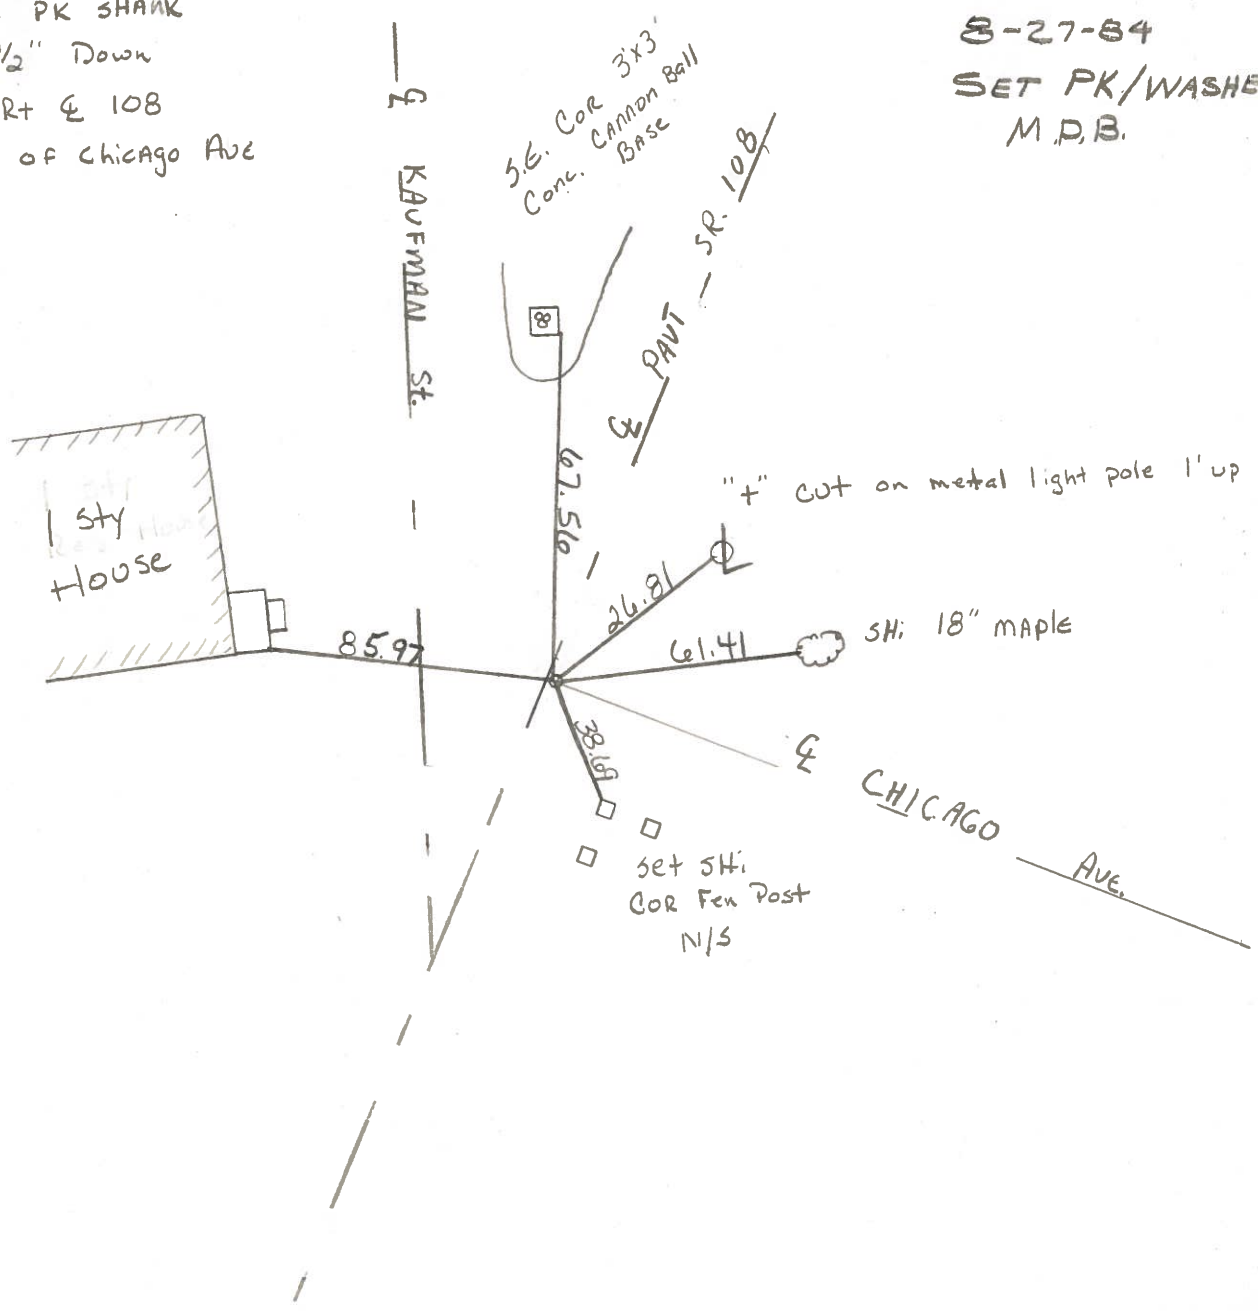 PK SHANK
1/2" Down
Rt ℄ 108
of Chicago Ave
8-27-84
SET PK/WASHE
M.D.B.
℄ KAUFMAN St.
S.E. COR 3'x3'
Conc. CANNON Ball
BASE
℄ PAVT - SR. 108
1 Sty
House
67.56
"+" cut on metal light pole 1' up
26.81
85.97
61.41
SHi 18" MAPLE
38.69
℄ CHICAGO AVE.
set SHi
COR Fen Post
N/S